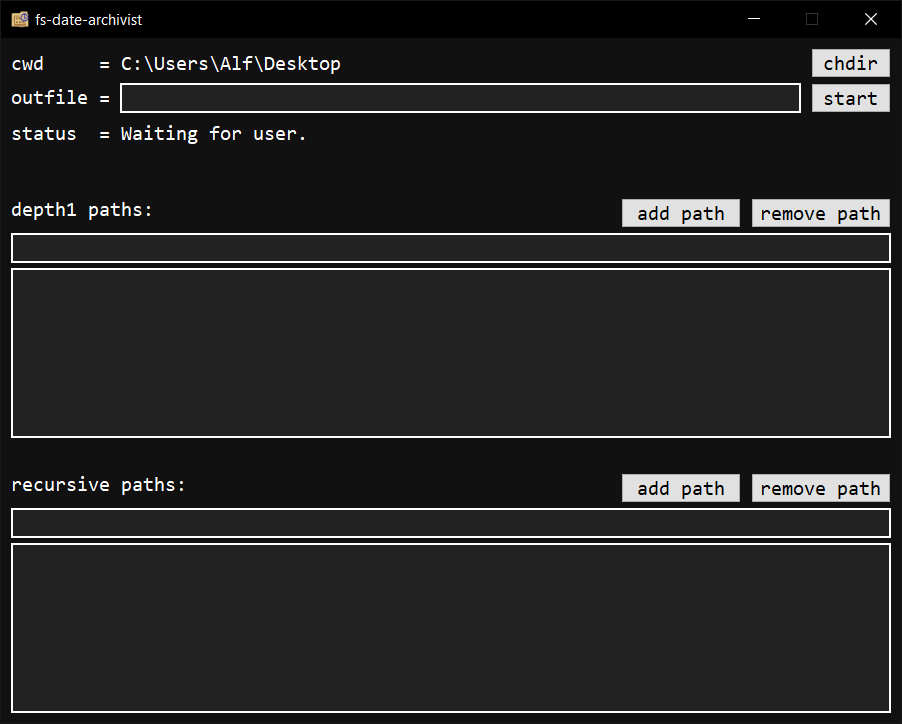 fs-date-archivist
cwd     = C:\Users\Alf\Desktop chdir
outfile = start
status  = Waiting for user.
depth1 paths: add path remove path
recursive paths: add path remove path